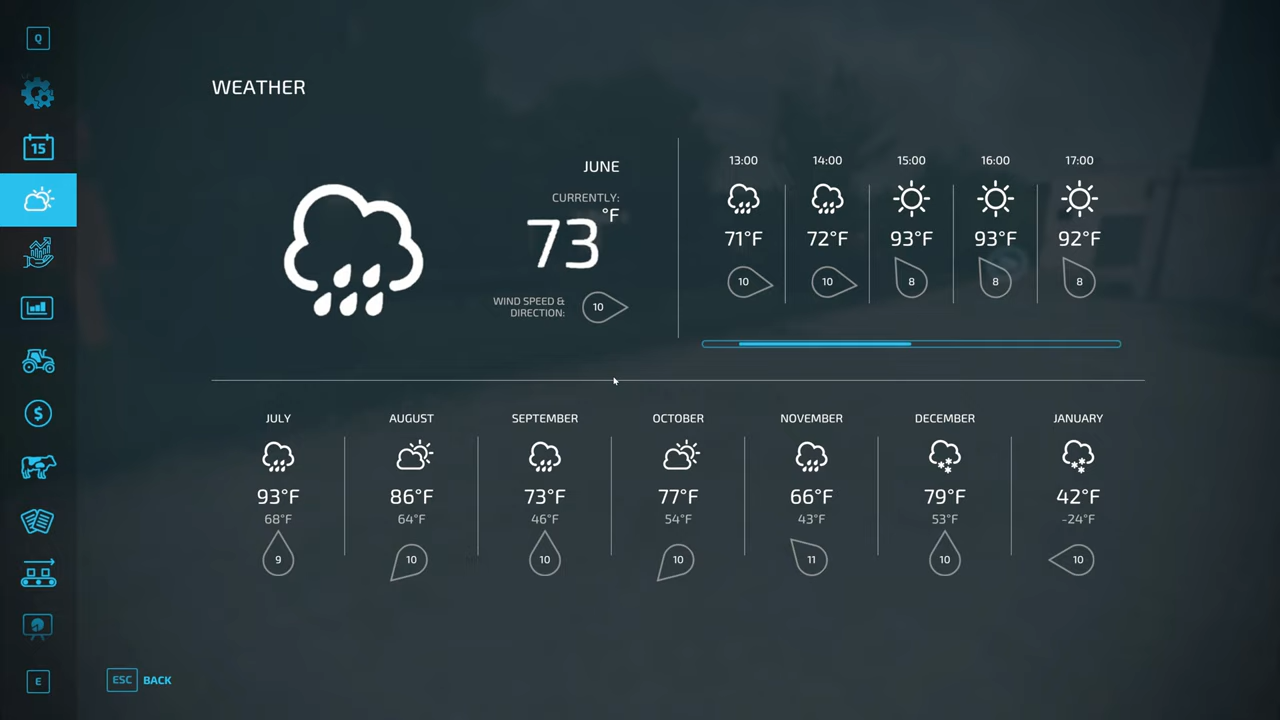 Q
15
WEATHER
JUNE
CURRENTLY:
73 °F
WIND SPEED &
DIRECTION:
10
13:00 14:00 15:00 16:00 17:00
71°F 72°F 93°F 93°F 92°F
10 10 8 8 8
JULY AUGUST SEPTEMBER OCTOBER NOVEMBER DECEMBER JANUARY
93°F 86°F 73°F 77°F 66°F 79°F 42°F
68°F 64°F 46°F 54°F 43°F 53°F -24°F
9 10 10 10 11 10 10
$
E
ESC BACK